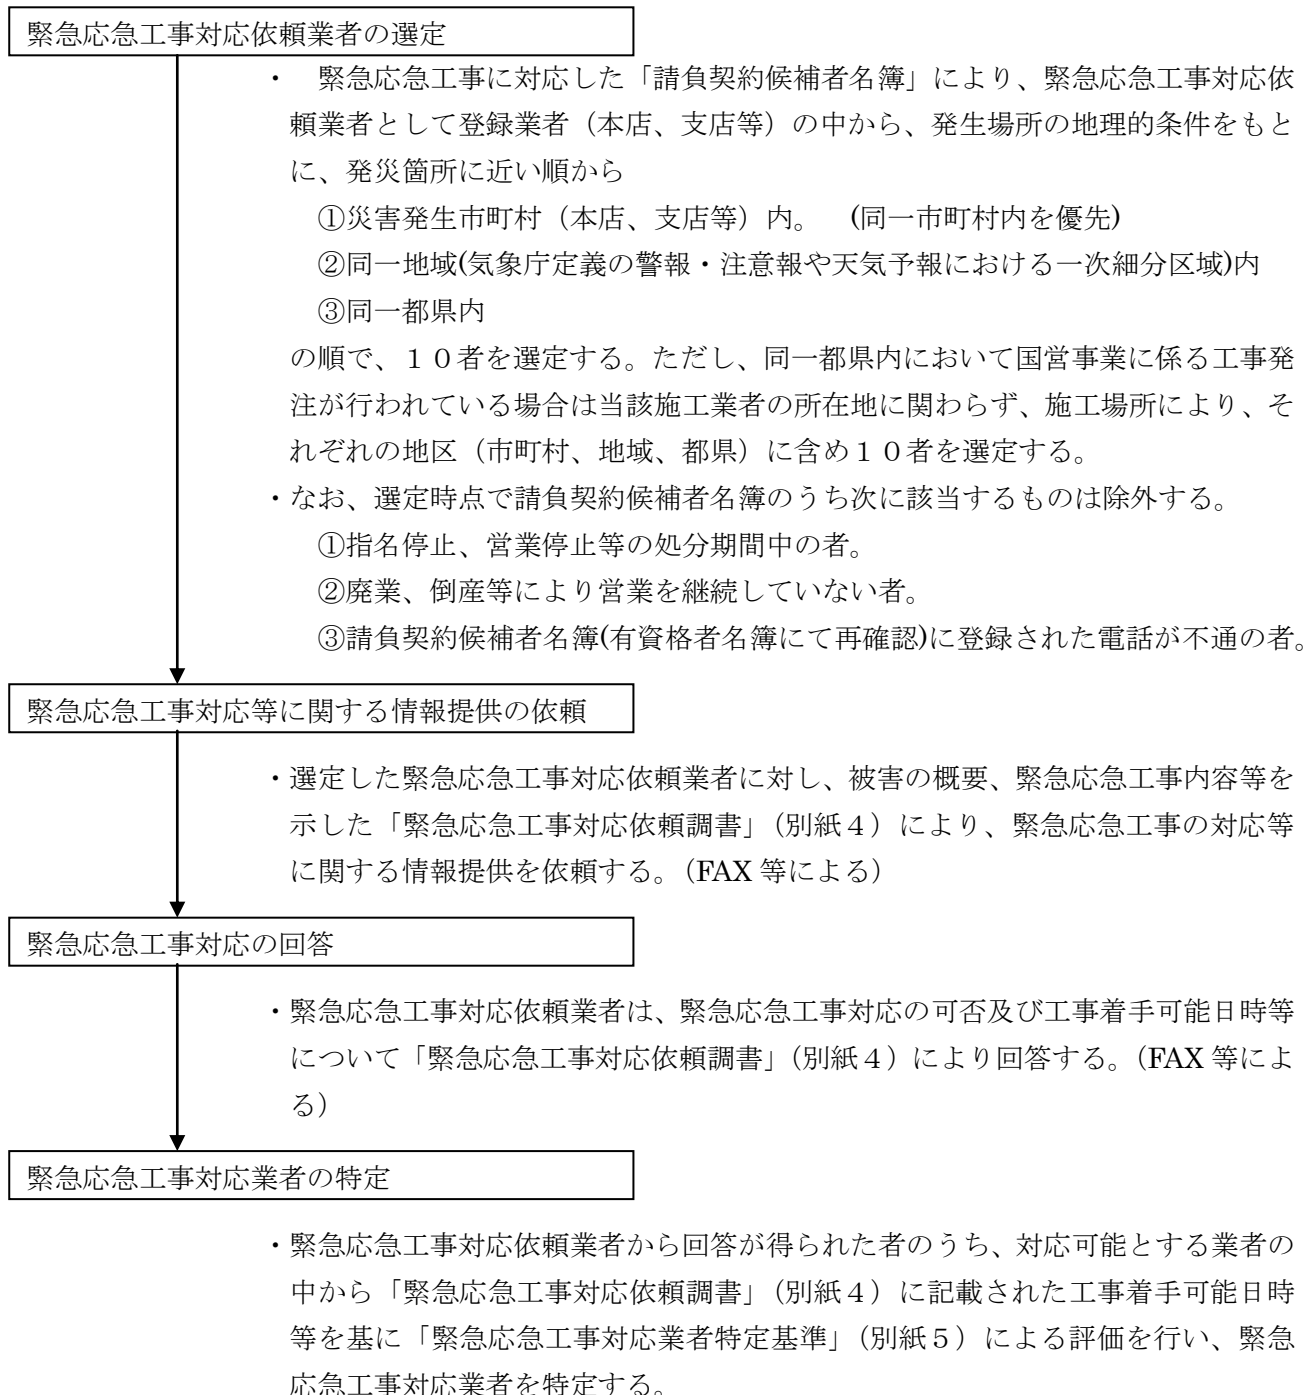 緊急応急工事対応依頼業者の選定
・　緊急応急工事に対応した「請負契約候補者名簿」により、緊急応急工事対応依
頼業者として登録業者（本店、支店等）の中から、発生場所の地理的条件をもと
に、発災箇所に近い順から
①災害発生市町村（本店、支店等）内。　(同一市町村内を優先)
②同一地域(気象庁定義の警報・注意報や天気予報における一次細分区域)内
③同一都県内
の順で、１０者を選定する。ただし、同一都県内において国営事業に係る工事発
注が行われている場合は当該施工業者の所在地に関わらず、施工場所により、そ
れぞれの地区（市町村、地域、都県）に含め１０者を選定する。
・なお、選定時点で請負契約候補者名簿のうち次に該当するものは除外する。
①指名停止、営業停止等の処分期間中の者。
②廃業、倒産等により営業を継続していない者。
③請負契約候補者名簿(有資格者名簿にて再確認)に登録された電話が不通の者。
緊急応急工事対応等に関する情報提供の依頼
・選定した緊急応急工事対応依頼業者に対し、被害の概要、緊急応急工事内容等を
示した「緊急応急工事対応依頼調書」（別紙４）により、緊急応急工事の対応等
に関する情報提供を依頼する。（FAX 等による）
緊急応急工事対応の回答
・緊急応急工事対応依頼業者は、緊急応急工事対応の可否及び工事着手可能日時等
について「緊急応急工事対応依頼調書」（別紙４）により回答する。（FAX 等によ
る）
緊急応急工事対応業者の特定
・緊急応急工事対応依頼業者から回答が得られた者のうち、対応可能とする業者の
中から「緊急応急工事対応依頼調書」（別紙４）に記載された工事着手可能日時
等を基に「緊急応急工事対応業者特定基準」（別紙５）による評価を行い、緊急
応急工事対応業者を特定する。